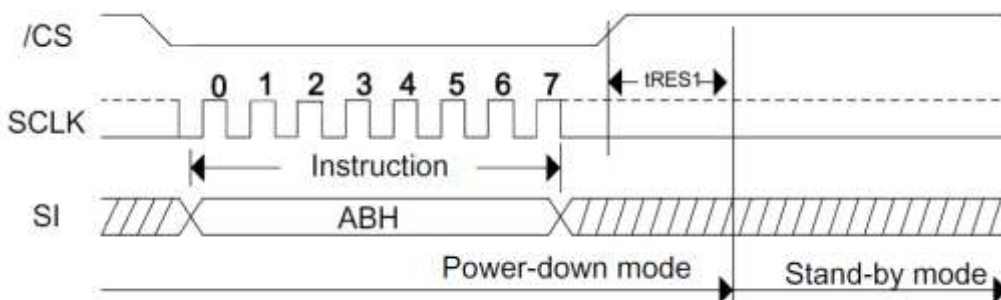 /CS
tRES1
0 1 2 3 4 5 6 7
SCLK
Instruction
SI
ABH
Power-down mode
Stand-by mode